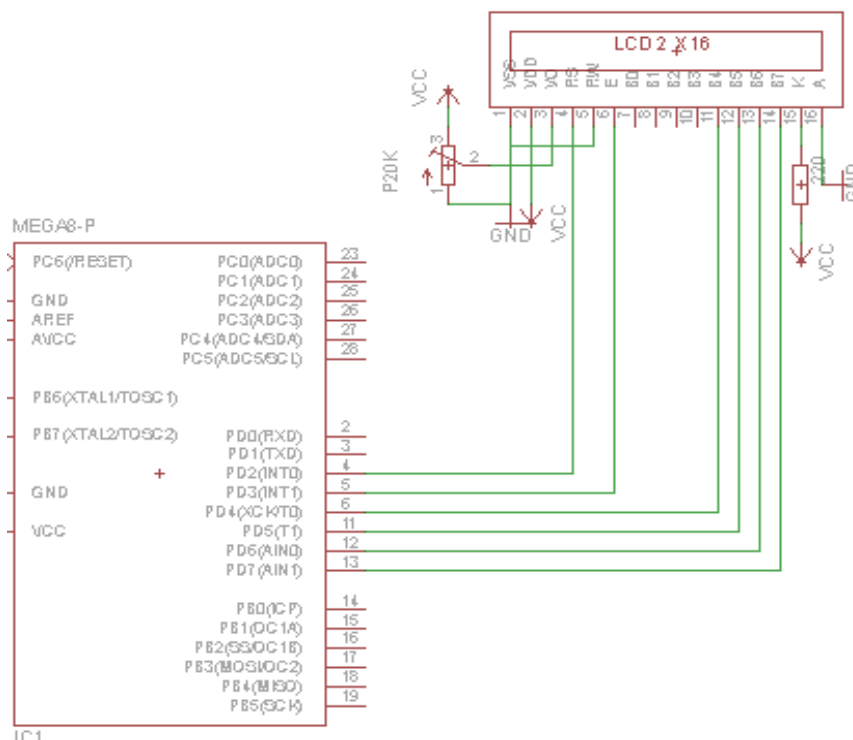 LCD 2 X 16
VSS VDD VO RS RW E B0 B1 B2 B3 B4 B5 B6 B7 K A
1 2 3 4 5 6 7 8 9 10 11 12 13 14 15 16
VCC
P20K
3
2
1
GND
VCC
220
GND
VCC
MEGA8-P
PC6(/RESET)
GND
AREF
AVCC
PB6(XTAL1/TOSC1)
PB7(XTAL2/TOSC2)
GND
VCC
PC0(ADC0) 23
PC1(ADC1) 24
PC2(ADC2) 25
PC3(ADC3) 26
PC4(ADC4/SDA) 27
PC5(ADC5/SCL) 28
PD0(RXD) 2
PD1(TXD) 3
PD2(INT0) 4
PD3(INT1) 5
PD4(XCK/T0) 6
PD5(T1) 11
PD6(AIN0) 12
PD7(AIN1) 13
PB0(ICP) 14
PB1(OC1A) 15
PB2(SS/OC1B) 16
PB3(MOSI/OC2) 17
PB4(MISO) 18
PB5(SCK) 19
IC1